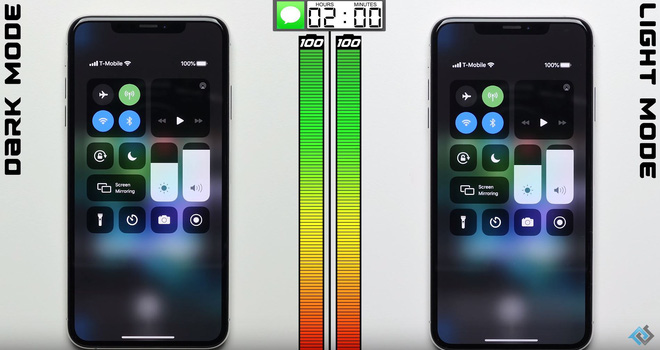 DARK MODE
HOURS MINUTES
02:00
100 100
T-Mobile 100%
Screen
Mirroring
T-Mobile 100%
Screen
Mirroring
LIGHT MODE